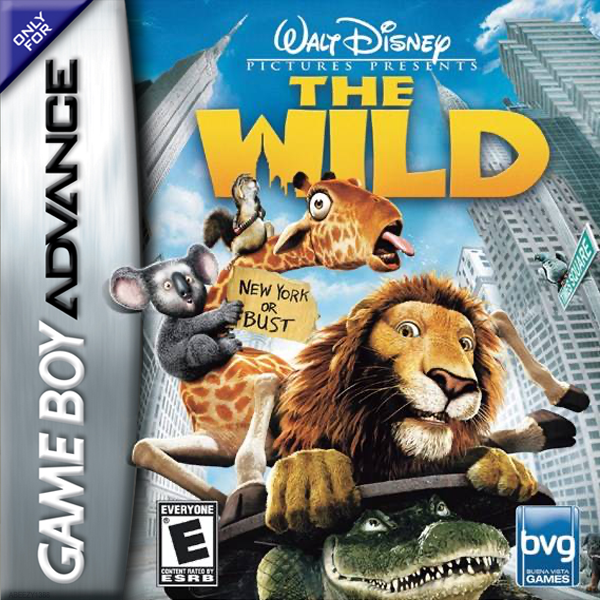 ONLY
FOR
GAME BOY ADVANCE
WALT DISNEY
PICTURES PRESENTS
THE
WILD
NEW YORK
OR
BUST
SQUARE
EVERYONE
E
CONTENT RATED BY
ESRB
bvg
BUENA VISTA
GAMES